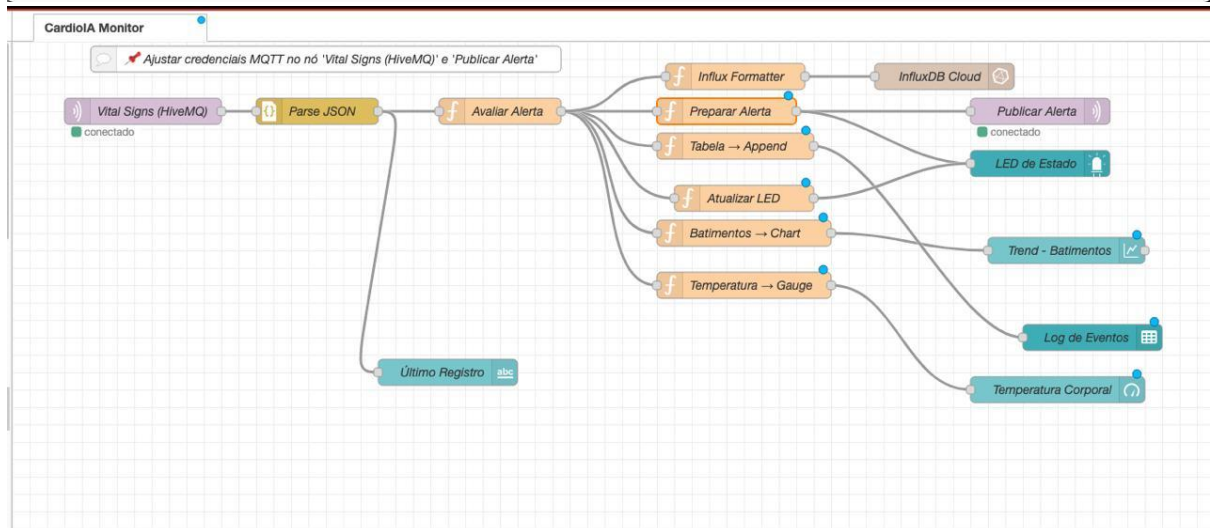 CardioIA Monitor
📌 Ajustar credenciais MQTT no nó 'Vital Signs (HiveMQ)' e 'Publicar Alerta'
Influx Formatter
InfluxDB Cloud
Vital Signs (HiveMQ)
Parse JSON
Avaliar Alerta
Preparar Alerta
Publicar Alerta
conectado
conectado
Tabela → Append
LED de Estado
Atualizar LED
Batimentos → Chart
Trend - Batimentos
Temperatura → Gauge
Log de Eventos
Último Registro
abc
Temperatura Corporal